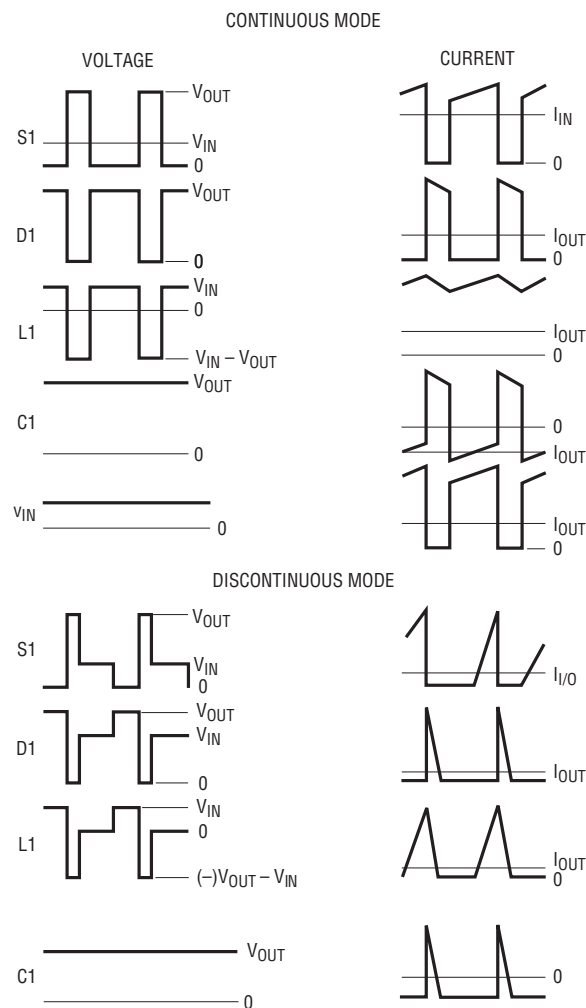 CONTINUOUS MODE
VOLTAGE
CURRENT
S1
VOUT
VIN
0
IIN
0
D1
VOUT
0
IOUT
0
L1
VIN
0
VIN – VOUT
IOUT
0
C1
VOUT
0
0
IOUT
VIN
0
IOUT
0
DISCONTINUOUS MODE
S1
VOUT
VIN
0
II/O
D1
VOUT
VIN
0
IOUT
L1
VIN
0
(–)VOUT – VIN
IOUT
0
C1
VOUT
0
0